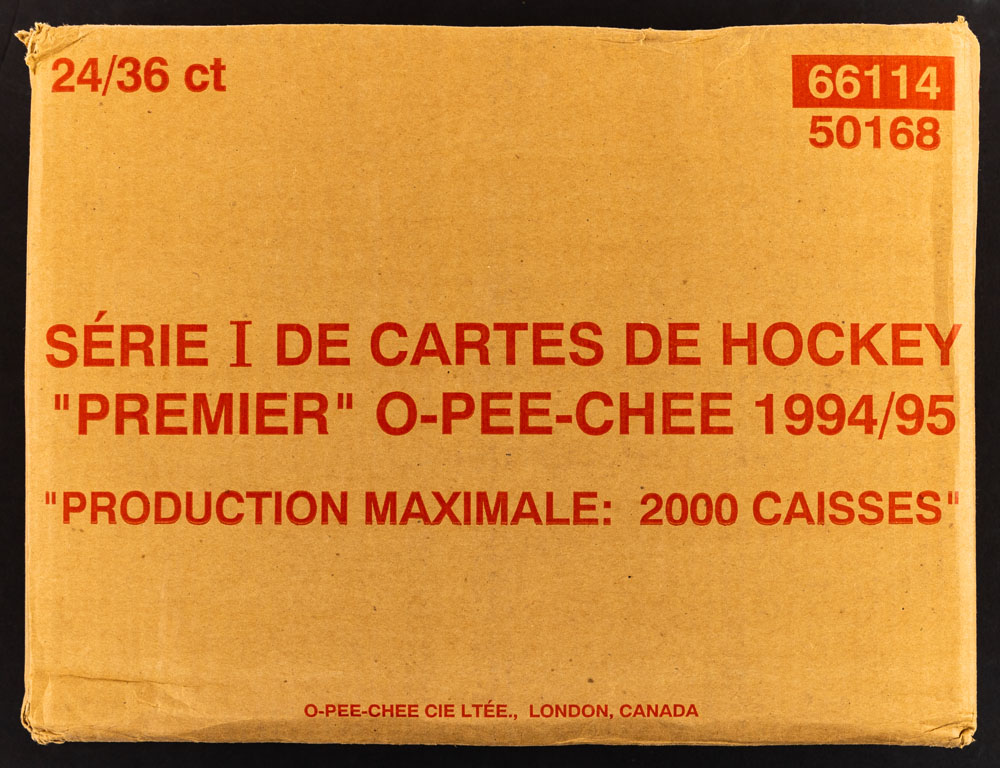 24/36 ct
66114
50168
SÉRIE I DE CARTES DE HOCKEY
"PREMIER" O-PEE-CHEE 1994/95
"PRODUCTION MAXIMALE: 2000 CAISSES"
O-PEE-CHEE CIE LTÉE., LONDON, CANADA